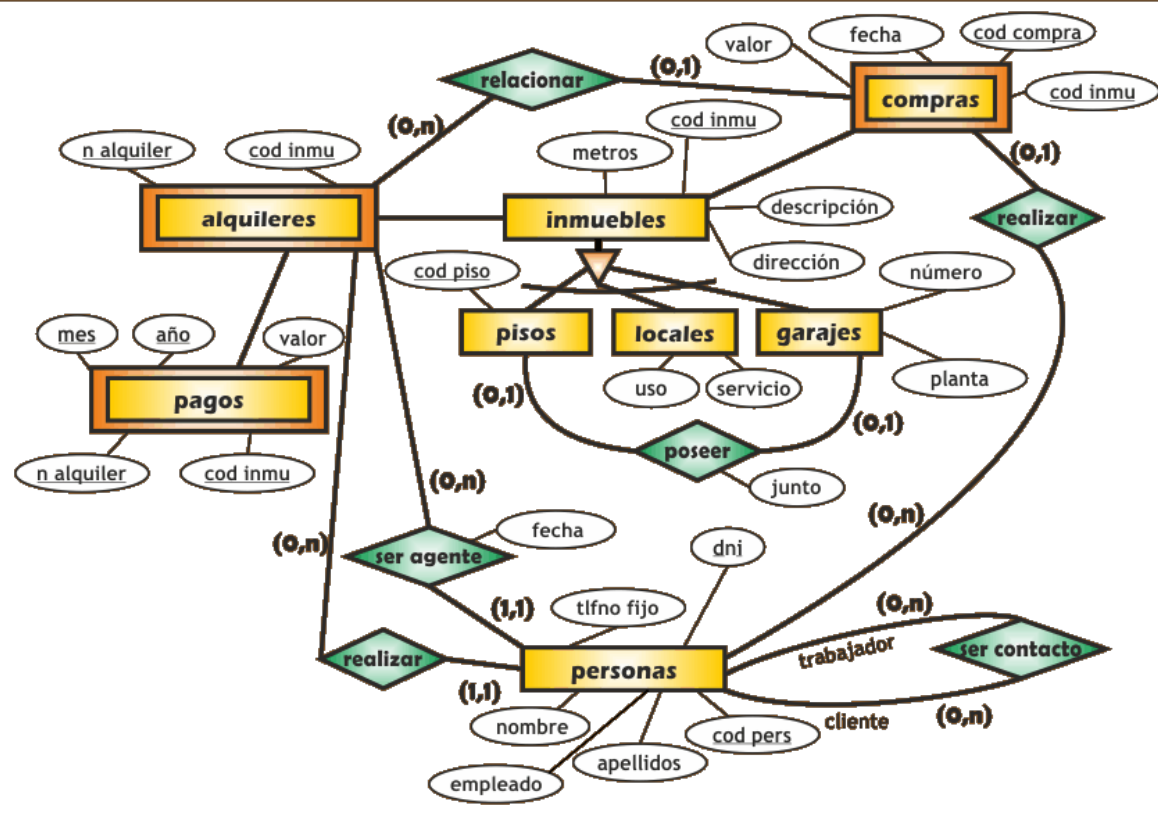 valor
fecha
cod compra
relacionar
(0,1)
compras
cod inmu
(0,n)
cod inmu
n alquiler
cod inmu
metros
(0,1)
alquileres
inmuebles
descripción
realizar
cod piso
dirección
número
mes
año
valor
pisos
locales
garajes
planta
uso
servicio
pagos
(0,1)
(0,1)
n alquiler
cod inmu
poseer
junto
(0,n)
(0,n)
(0,n)
fecha
ser agente
dni
(1,1)
tlfno fijo
(0,n)
trabajador
ser contacto
realizar
personas
(1,1)
nombre
cod pers
cliente
(0,n)
apellidos
empleado